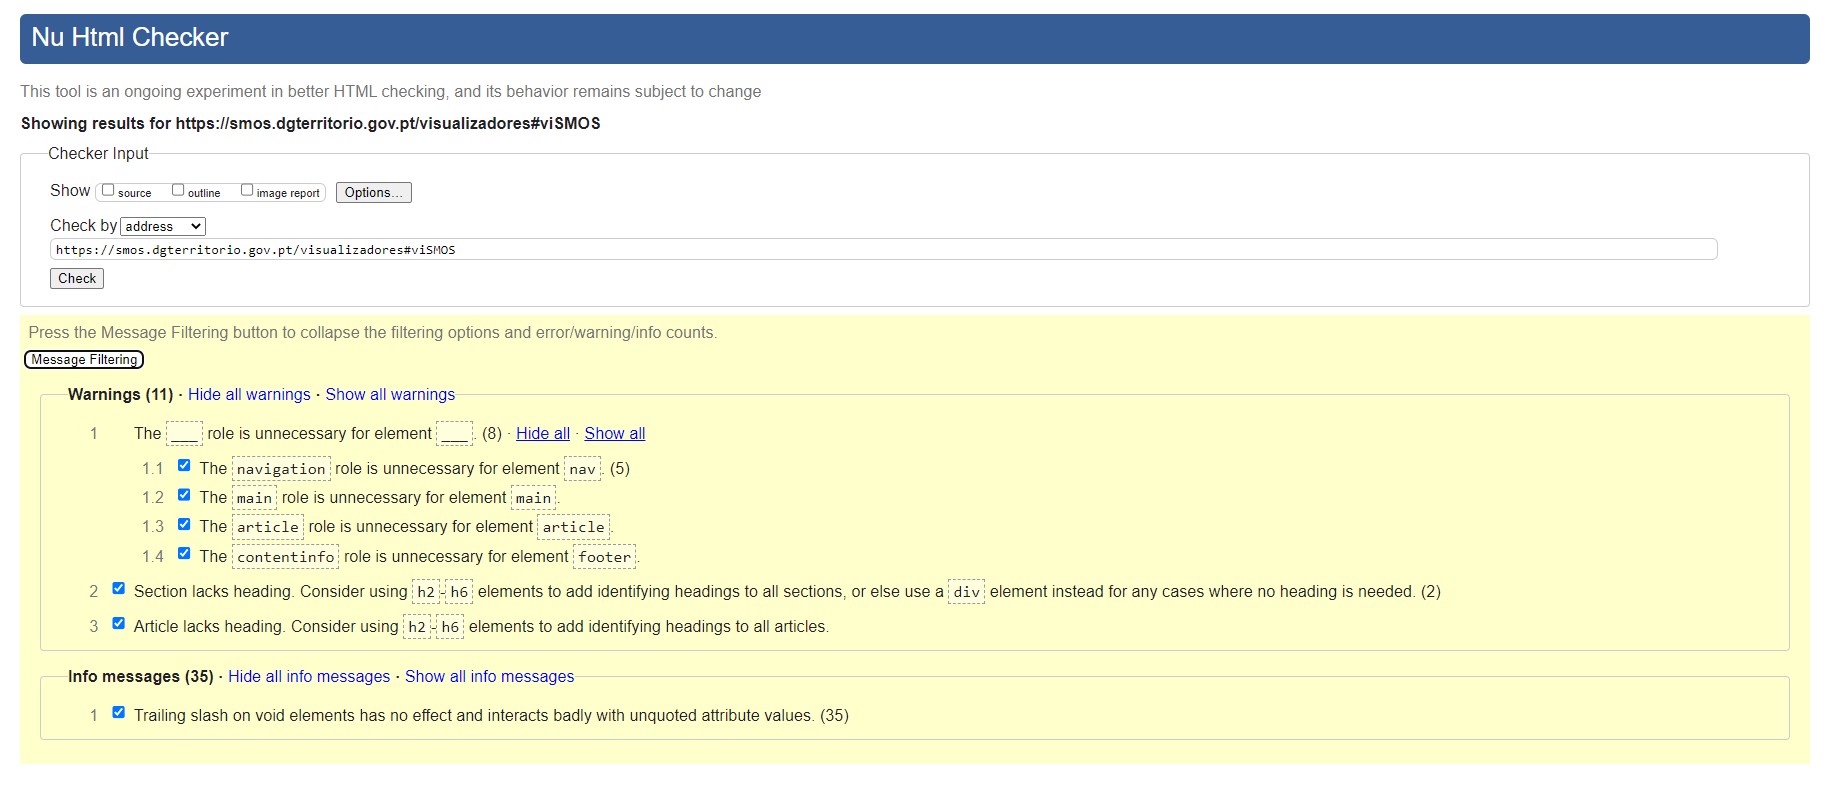 Nu Html Checker
This tool is an ongoing experiment in better HTML checking, and its behavior remains subject to change
Showing results for https://smos.dgterritorio.gov.pt/visualizadores#viSMOS
Checker Input
Show source outline image report Options...
Check by address
https://smos.dgterritorio.gov.pt/visualizadores#viSMOS
Check
Press the Message Filtering button to collapse the filtering options and error/warning/info counts.
Message Filtering
Warnings (11) · Hide all warnings · Show all warnings
1 The ___ role is unnecessary for element ___. (8) · Hide all · Show all
1.1 The navigation role is unnecessary for element nav. (5)
1.2 The main role is unnecessary for element main.
1.3 The article role is unnecessary for element article.
1.4 The contentinfo role is unnecessary for element footer.
2 Section lacks heading. Consider using h2-h6 elements to add identifying headings to all sections, or else use a div element instead for any cases where no heading is needed. (2)
3 Article lacks heading. Consider using h2-h6 elements to add identifying headings to all articles.
Info messages (35) · Hide all info messages · Show all info messages
1 Trailing slash on void elements has no effect and interacts badly with unquoted attribute values. (35)